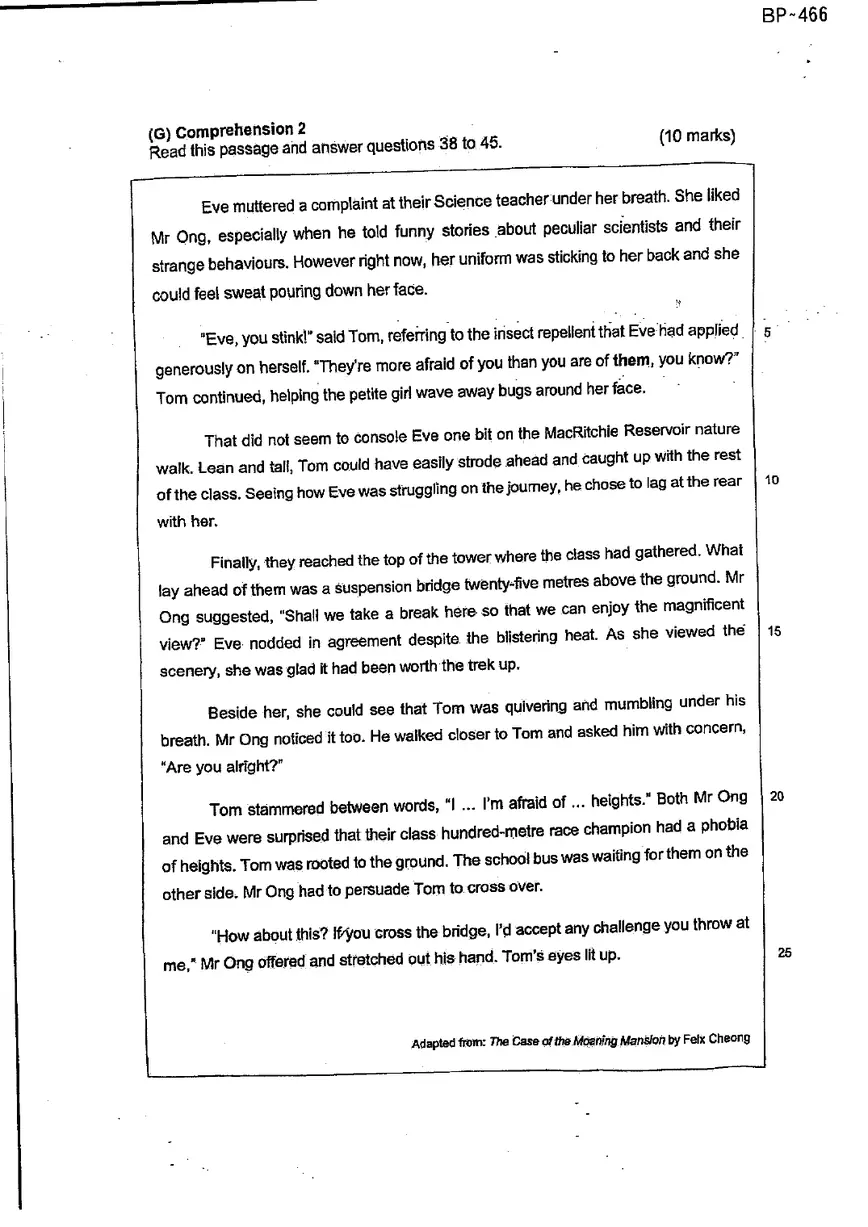 BP~466
(G) Comprehension 2
Read this passage and answer questions 38 to 45.
(10 marks)
Eve muttered a complaint at their Science teacher under her breath. She liked
Mr Ong, especially when he told funny stories about peculiar scientists and their
strange behaviours. However right now, her uniform was sticking to her back and she
could feel sweat pouring down her face.
"Eve, you stink!" said Tom, referring to the insect repellent that Eve had applied 5
generously on herself. "They're more afraid of you than you are of them, you know?"
Tom continued, helping the petite girl wave away bugs around her face.
That did not seem to console Eve one bit on the MacRitchie Reservoir nature
walk. Lean and tall, Tom could have easily strode ahead and caught up with the rest
of the class. Seeing how Eve was struggling on the journey, he chose to lag at the rear 10
with her.
Finally, they reached the top of the tower where the class had gathered. What
lay ahead of them was a suspension bridge twenty-five metres above the ground. Mr
Ong suggested, "Shall we take a break here so that we can enjoy the magnificent
view?" Eve nodded in agreement despite the blistering heat. As she viewed the 15
scenery, she was glad it had been worth the trek up.
Beside her, she could see that Tom was quivering and mumbling under his
breath. Mr Ong noticed it too. He walked closer to Tom and asked him with concern,
"Are you alright?"
Tom stammered between words, "I ... I'm afraid of ... heights." Both Mr Ong 20
and Eve were surprised that their class hundred-metre race champion had a phobia
of heights. Tom was rooted to the ground. The school bus was waiting for them on the
other side. Mr Ong had to persuade Tom to cross over.
"How about this? If you cross the bridge, I'd accept any challenge you throw at
me," Mr Ong offered and stretched out his hand. Tom's eyes lit up. 25
Adapted from: The Case of the Moaning Mansion by Felx Cheong